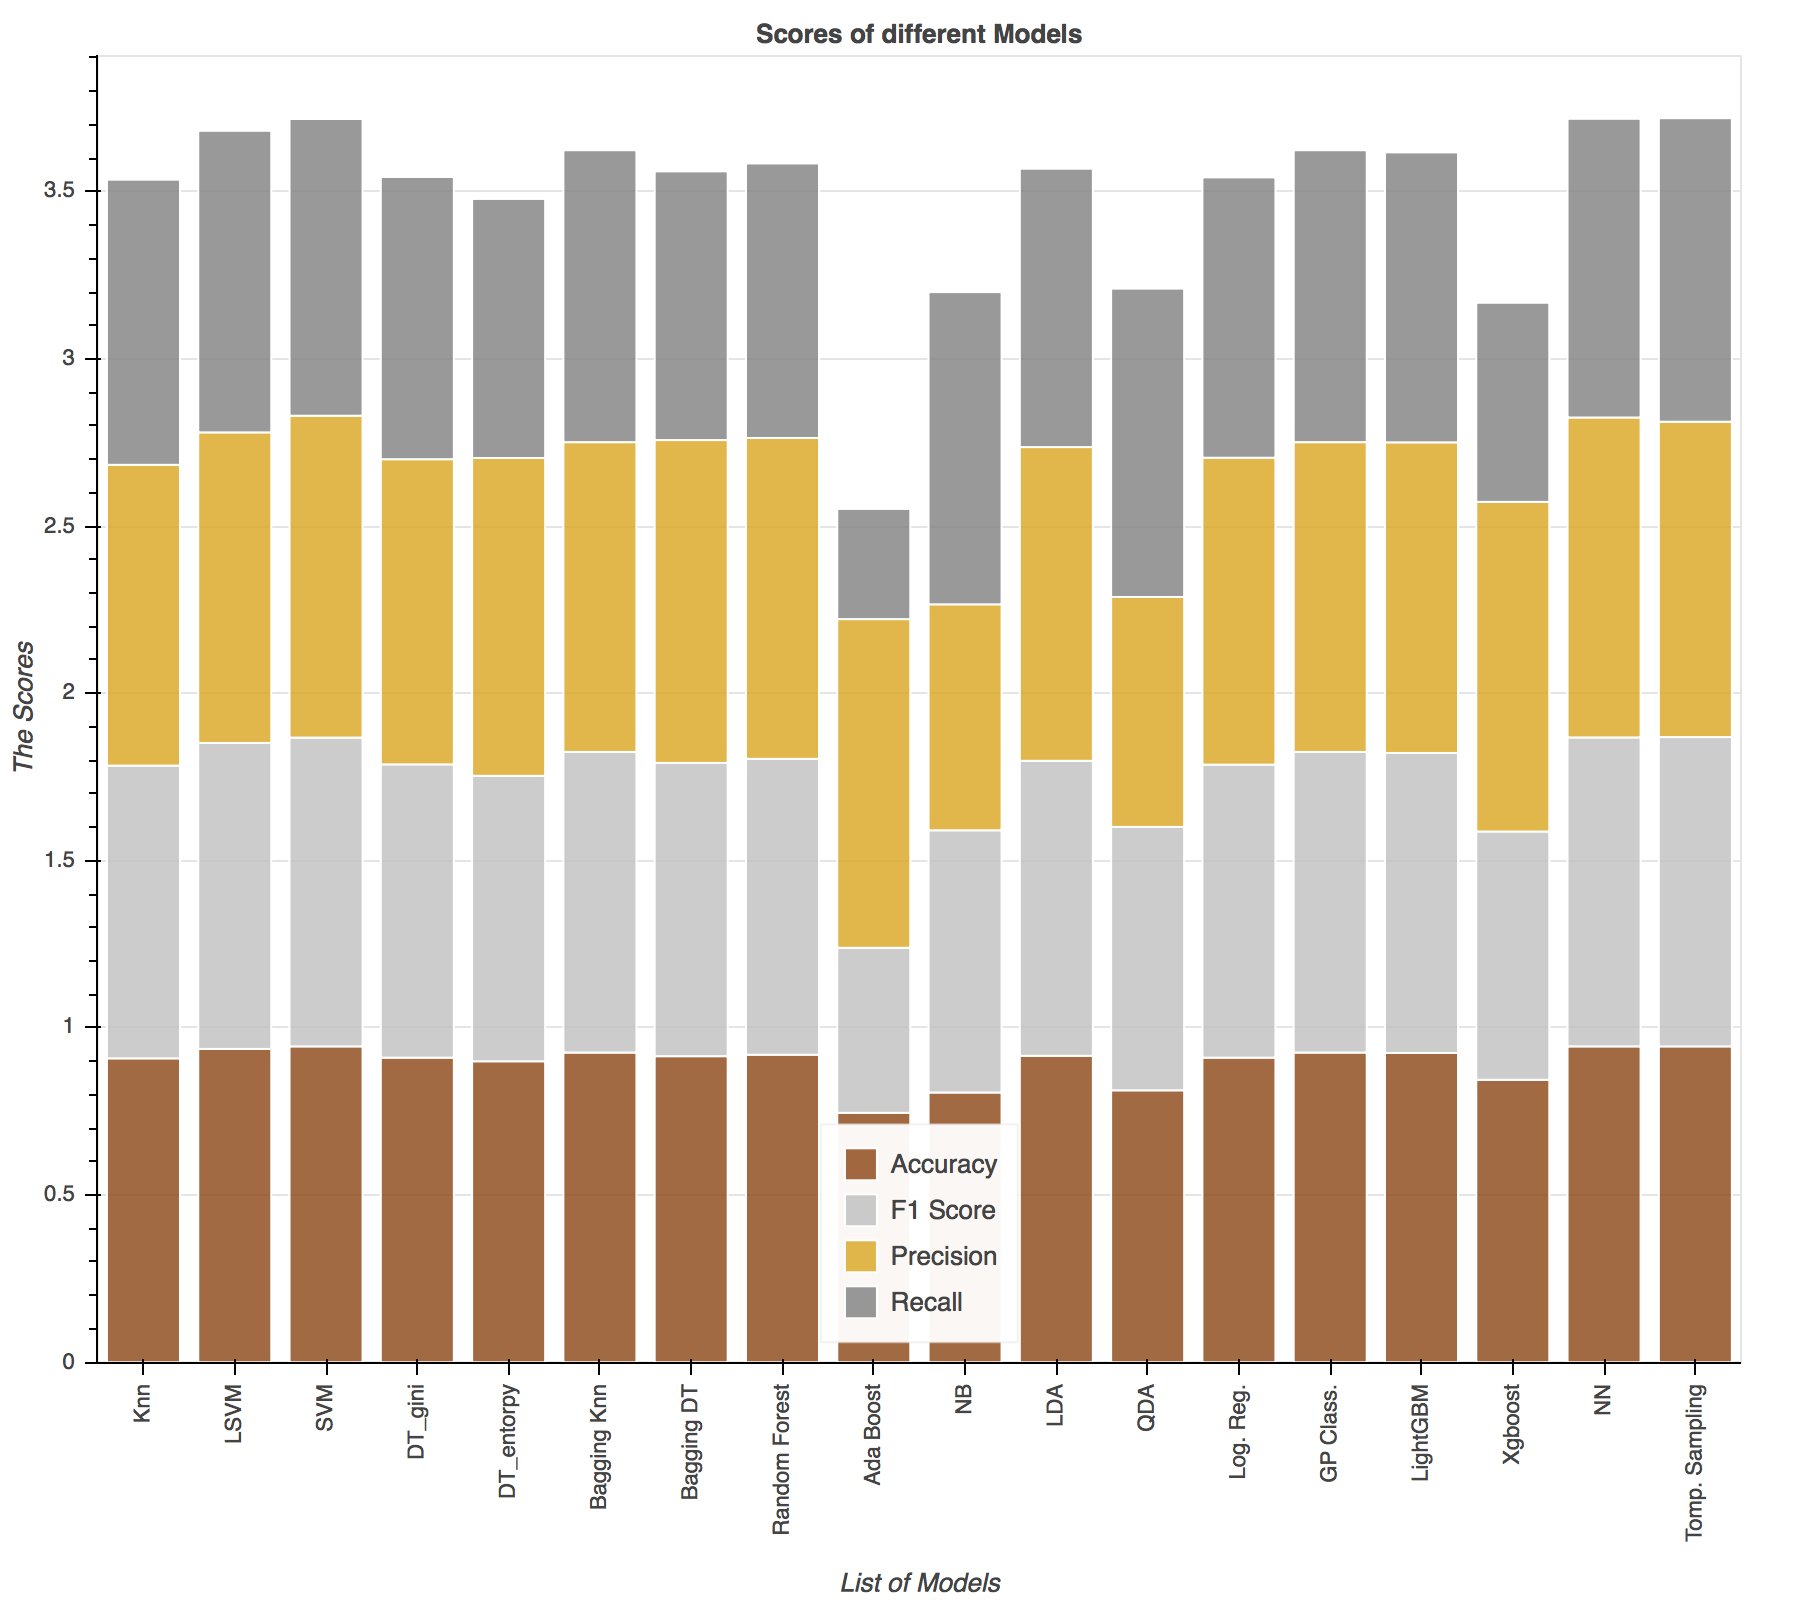 Scores of different Models
The Scores
3.5
3
2.5
2
1.5
1
0.5
0
Accuracy
F1 Score
Precision
Recall
Knn
LSVM
SVM
DT_gini
DT_entorpy
Bagging Knn
Bagging DT
Random Forest
Ada Boost
NB
LDA
QDA
Log. Reg.
GP Class.
LightGBM
Xgboost
NN
Tomp. Sampling
List of Models